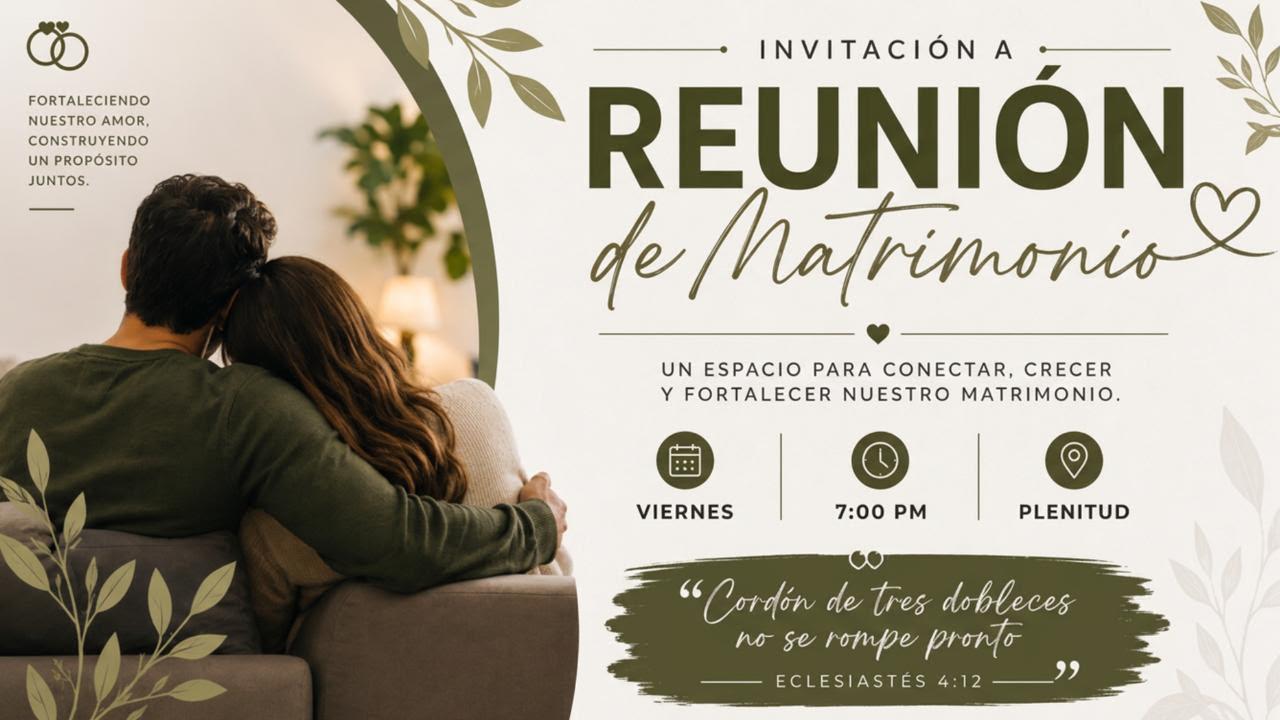 FORTALECIENDO
NUESTRO AMOR,
CONSTRUYENDO
UN PROPÓSITO
JUNTOS.
INVITACIÓN A
REUNIÓN
de Matrimonio
UN ESPACIO PARA CONECTAR, CRECER
Y FORTALECER NUESTRO MATRIMONIO.
VIERNES
7:00 PM
PLENITUD
“Cordón de tres dobleces
no se rompe pronto
ECLESIASTÉS 4:12 ”